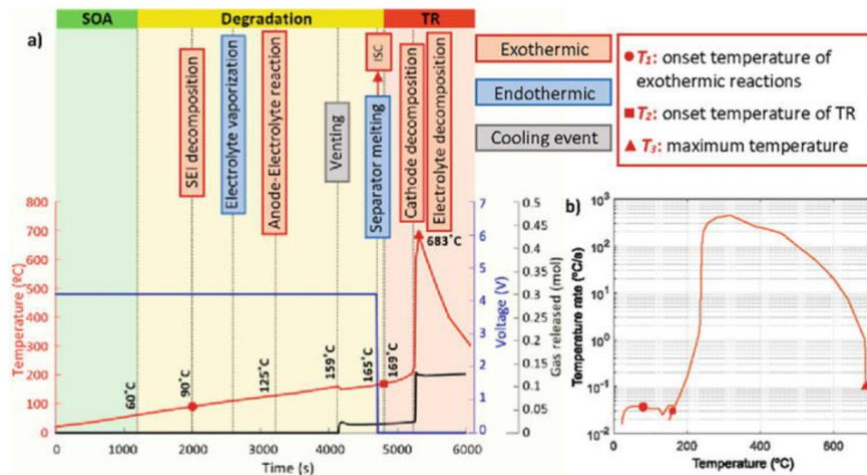 SOA
Degradation
TR
a)
SEI decomposition
Electrolyte vaporization
Anode-Electrolyte reaction
Venting
ISC
Separator melting
Cathode decomposition
Electrolyte decomposition
Exothermic
Endothermic
Cooling event
T₁: onset temperature of
exothermic reactions
T₂: onset temperature of TR
T₃: maximum temperature
800
700
600
500
400
300
200
100
0
Temperature (ºC)
60˚C
90˚C
125˚C
159˚C
165˚C
169˚C
683˚C
0
1000
2000
3000
4000
5000
6000
Time (s)
7
6
5
4
3
2
1
0
Voltage (V)
0.5
0.45
0.4
0.35
0.3
0.25
0.2
0.15
0.1
0.05
0
Gas released (mol)
b)
10³
10²
10¹
10⁰
10⁻¹
10⁻²
Temperature rate (ºC/s)
0
200
400
600
Temperature (ºC)